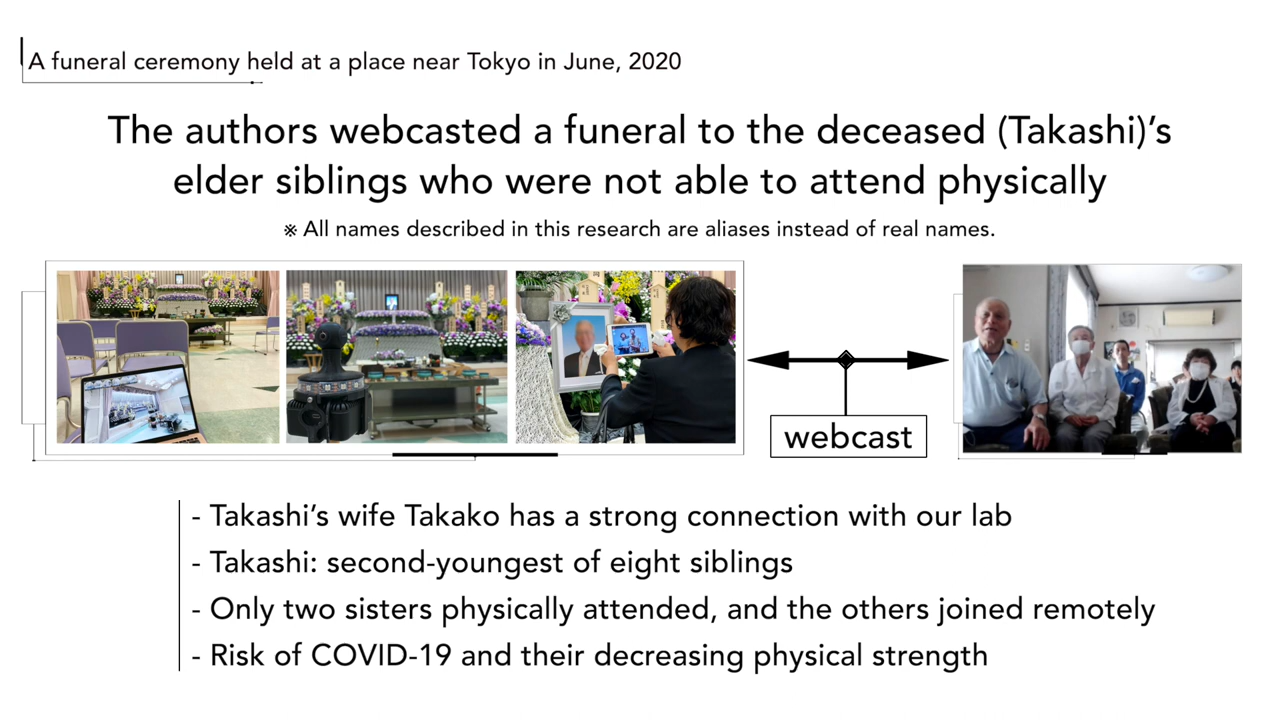 A funeral ceremony held at a place near Tokyo in June, 2020
The authors webcasted a funeral to the deceased (Takashi)’s
elder siblings who were not able to attend physically
※ All names described in this research are aliases instead of real names.
webcast
- Takashi’s wife Takako has a strong connection with our lab
- Takashi: second-youngest of eight siblings
- Only two sisters physically attended, and the others joined remotely
- Risk of COVID-19 and their decreasing physical strength